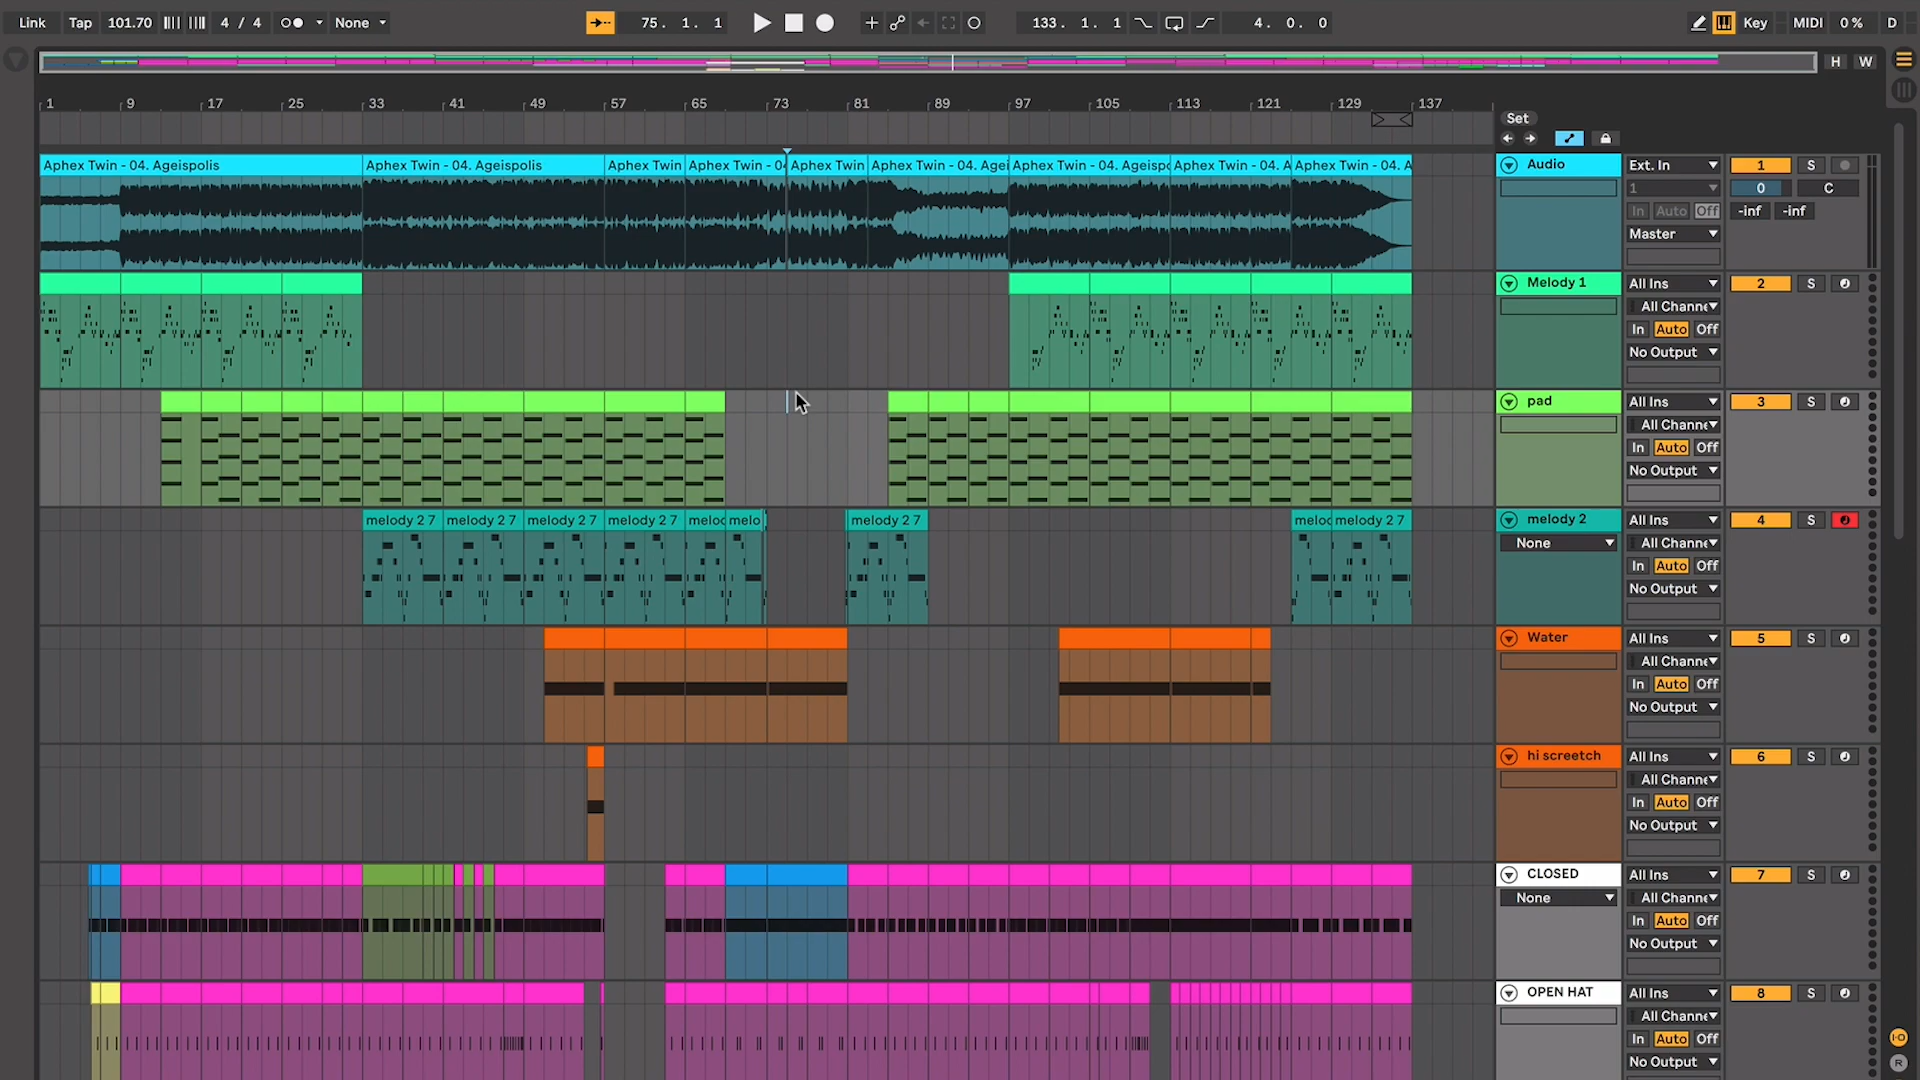 Link Tap 101.70 4 / 4 None 75. 1. 1 133. 1. 1 4. 0. 0 Key MIDI 0 % D
H W
1 9 17 25 33 41 49 57 65 73 81 89 97 105 113 121 129 137
Set
Aphex Twin - 04. Ageispolis Aphex Twin - 04. Ageispolis Aphex Twin Aphex Twin - 04 Aphex Twin Aphex Twin - 04. Agei Aphex Twin - 04. Ageispo Aphex Twin - 04. A Aphex Twin - 04. A Audio Ext. In 1 S
1 0 C
In Auto Off -inf -inf
Master
Melody 1 All Ins 2 S
All Channe
In Auto Off
No Output
pad All Ins 3 S
All Channe
In Auto Off
No Output
melody 2 7 melody 2 7 melody 2 7 melody 2 7 meloc melo melody 2 7 meloc melody 2 7 melody 2 All Ins 4 S
None All Channe
In Auto Off
No Output
Water All Ins 5 S
All Channe
In Auto Off
No Output
hi screetch All Ins 6 S
All Channe
In Auto Off
No Output
CLOSED All Ins 7 S
None All Channe
In Auto Off
No Output
OPEN HAT All Ins 8 S
All Channe
In Auto Off
I-O
No Output R